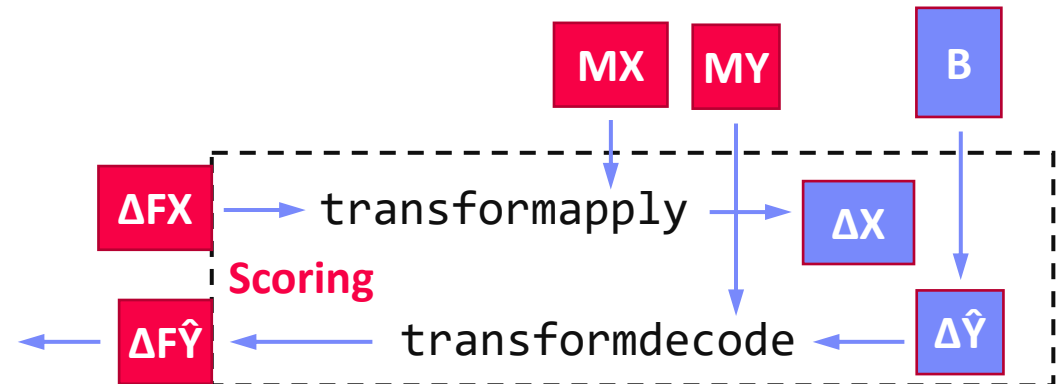 MX
MY
B
ΔFX
transformapply
ΔX
Scoring
ΔFŶ
transformdecode
ΔŶ